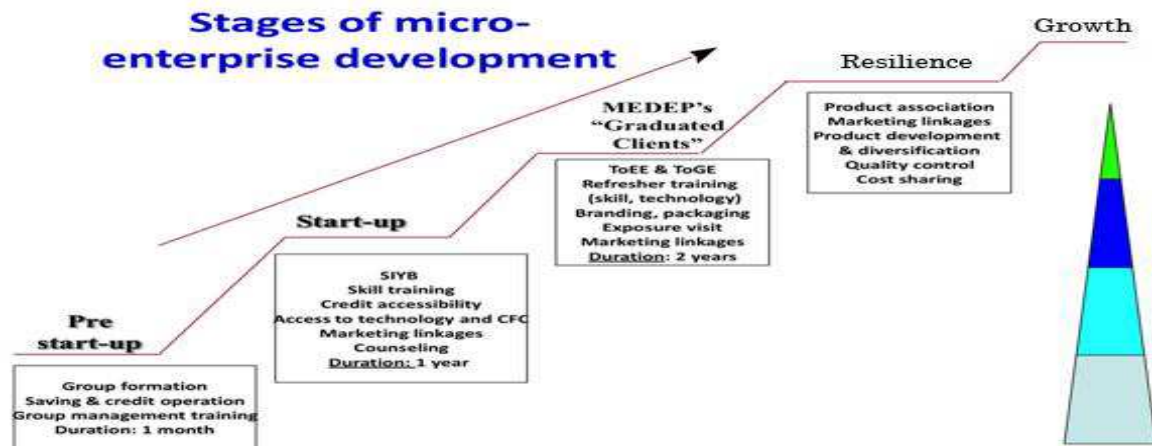 Stages of micro-
enterprise development
Growth
Resilience
Product association
Marketing linkages
Product development
& diversification
Quality control
Cost sharing
MEDEP's
“Graduated
Clients”
ToEE & ToGE
Refresher training
(skill, technology)
Branding, packaging
Exposure visit
Marketing linkages
Duration: 2 years
Start-up
SIYB
Skill training
Credit accessibility
Access to technology and CFC
Marketing linkages
Counseling
Duration: 1 year
Pre
start-up
Group formation
Saving & credit operation
Group management training
Duration: 1 month